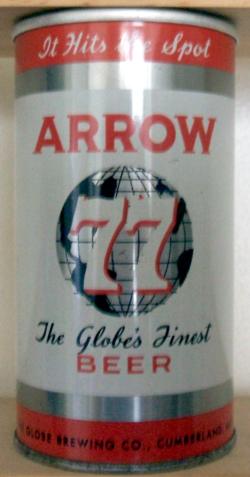 It Hits the Spot
ARROW
77
The Globe's Finest
BEER
GLOBE BREWING CO., CUMBERLAND